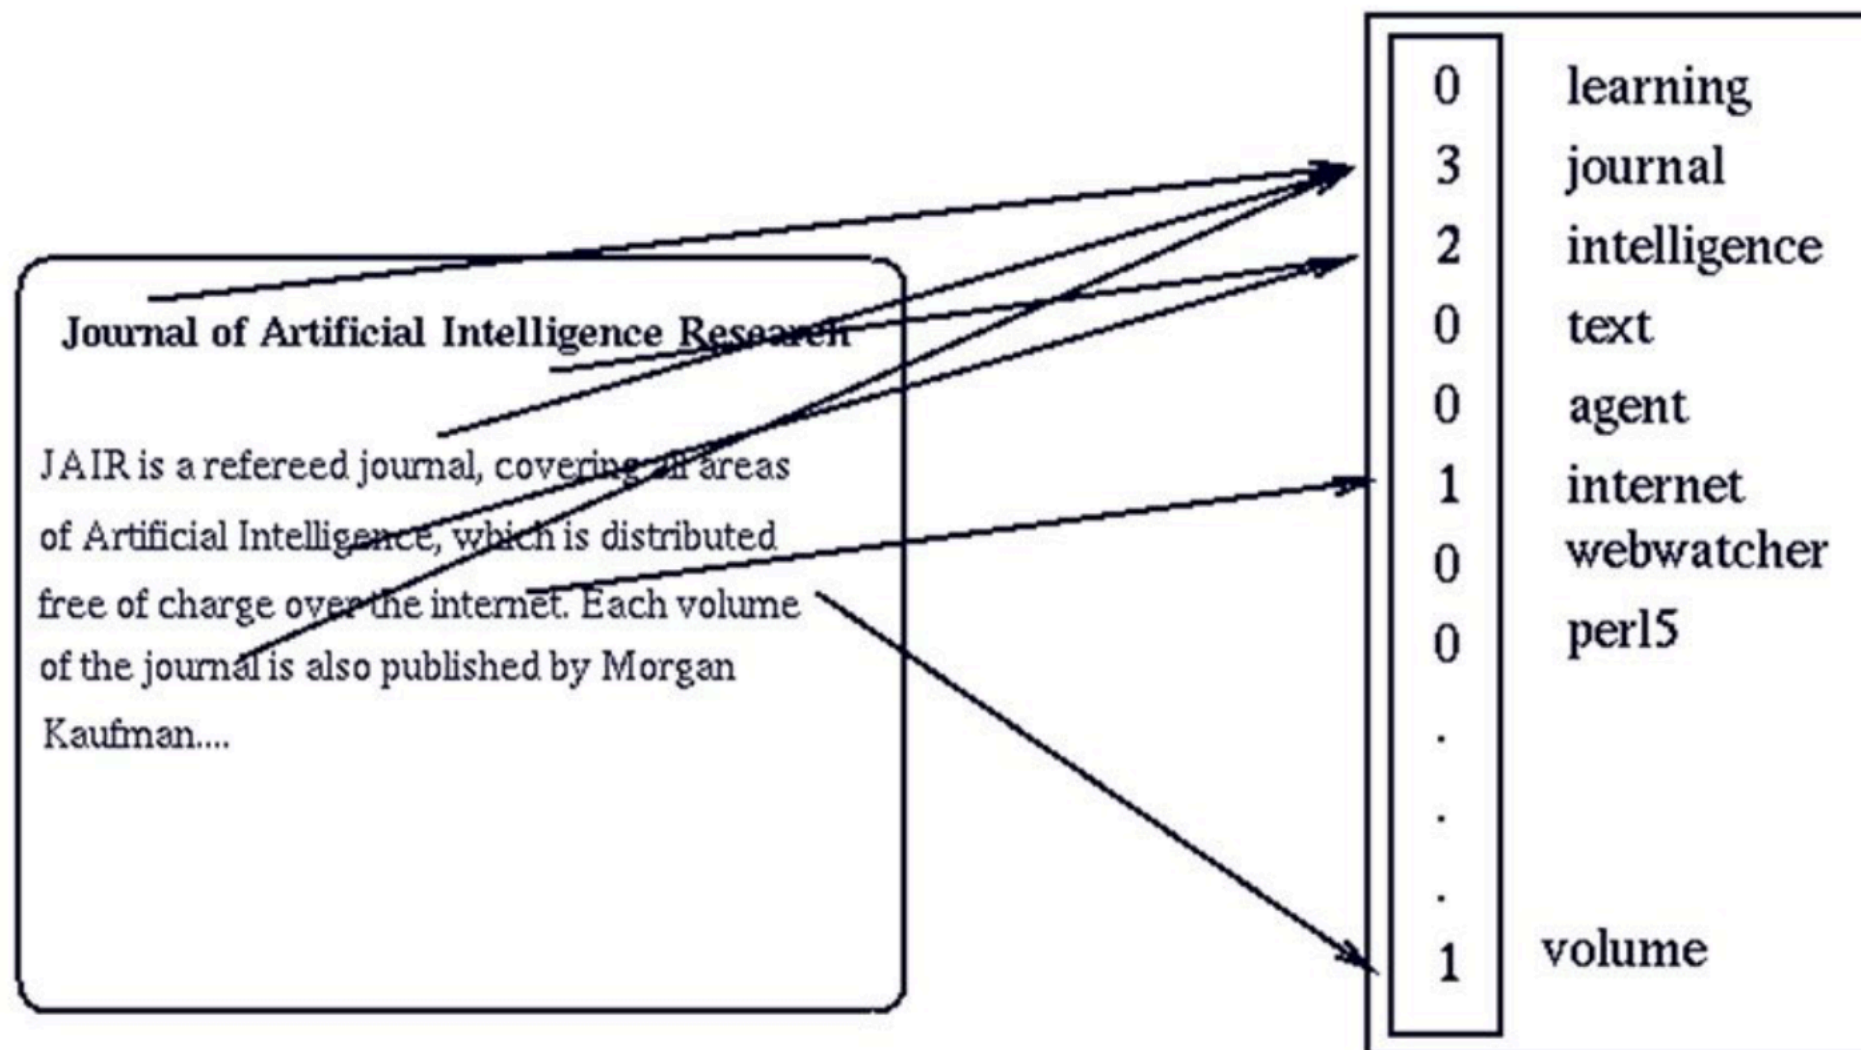 Journal of Artificial Intelligence Research
JAIR is a refereed journal, covering all areas
of Artificial Intelligence, which is distributed
free of charge over the internet. Each volume
of the journal is also published by Morgan
Kaufman....
0 learning
3 journal
2 intelligence
0 text
0 agent
1 internet
0 webwatcher
0 perl5
.
.
.
1 volume